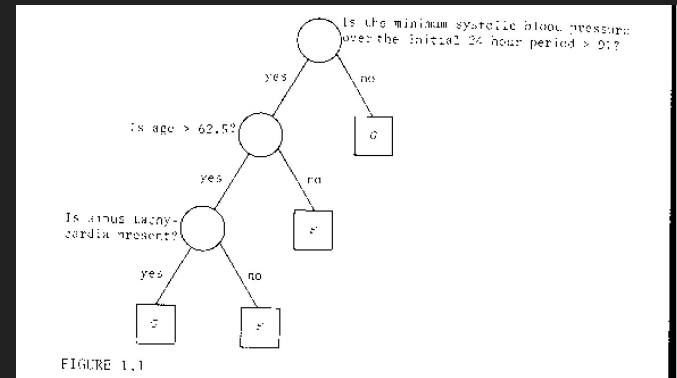 Is the minimum systolic blood pressure
over the initial 24 hour period > 91?
yes
no
Is age > 62.5?
G
yes
no
Is sinus tachy-
cardia present?
F
yes
no
G
F
FIGURE 1.1